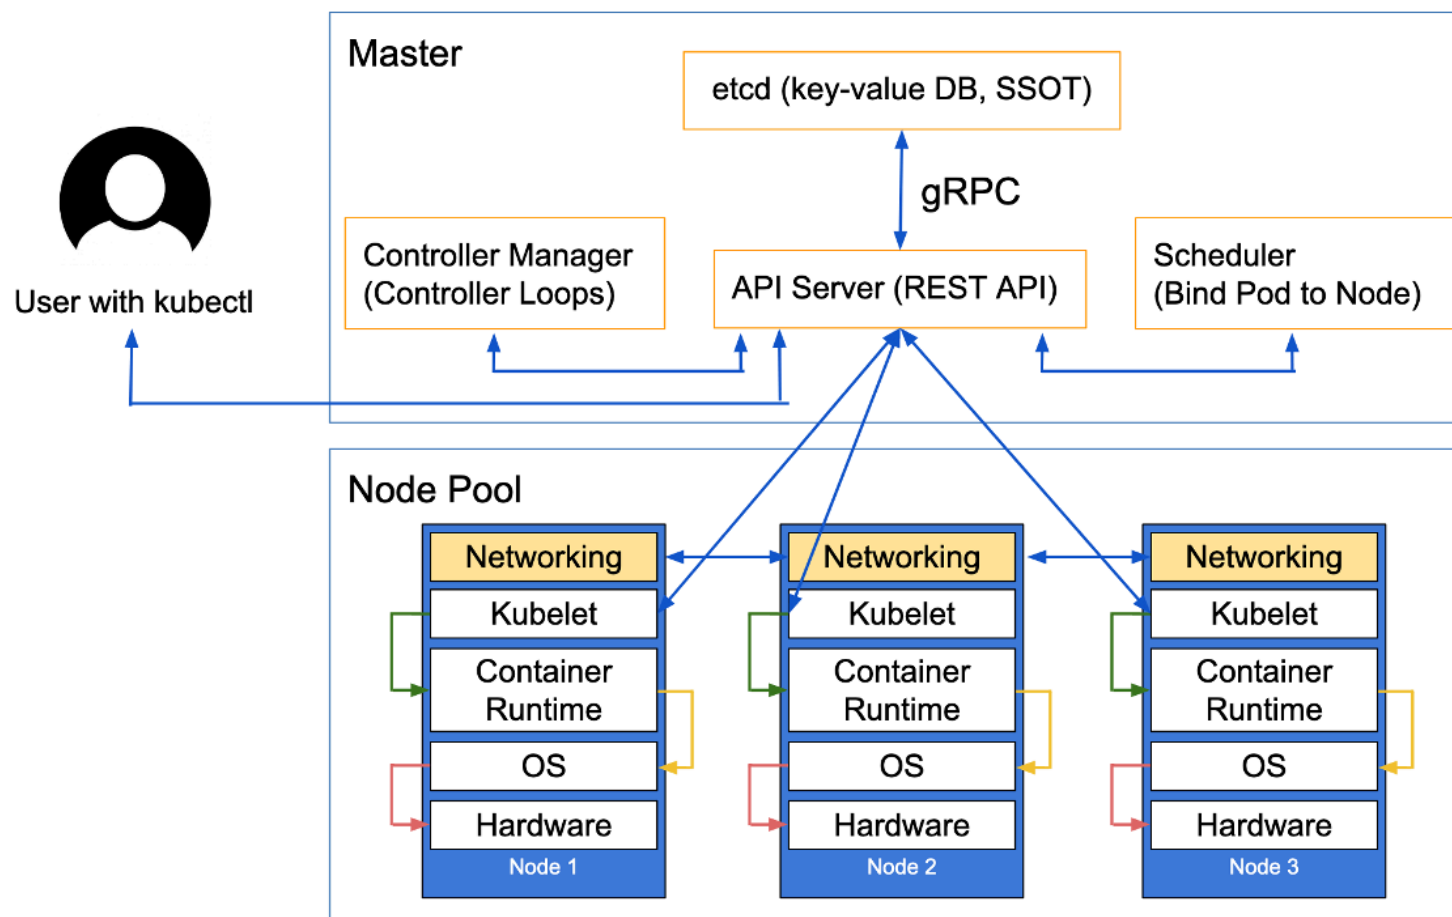 Master
etcd (key-value DB, SSOT)
gRPC
User with kubectl
Controller Manager
(Controller Loops)
API Server (REST API)
Scheduler
(Bind Pod to Node)
Node Pool
Networking
Kubelet
Container
Runtime
OS
Hardware
Node 1
Networking
Kubelet
Container
Runtime
OS
Hardware
Node 2
Networking
Kubelet
Container
Runtime
OS
Hardware
Node 3